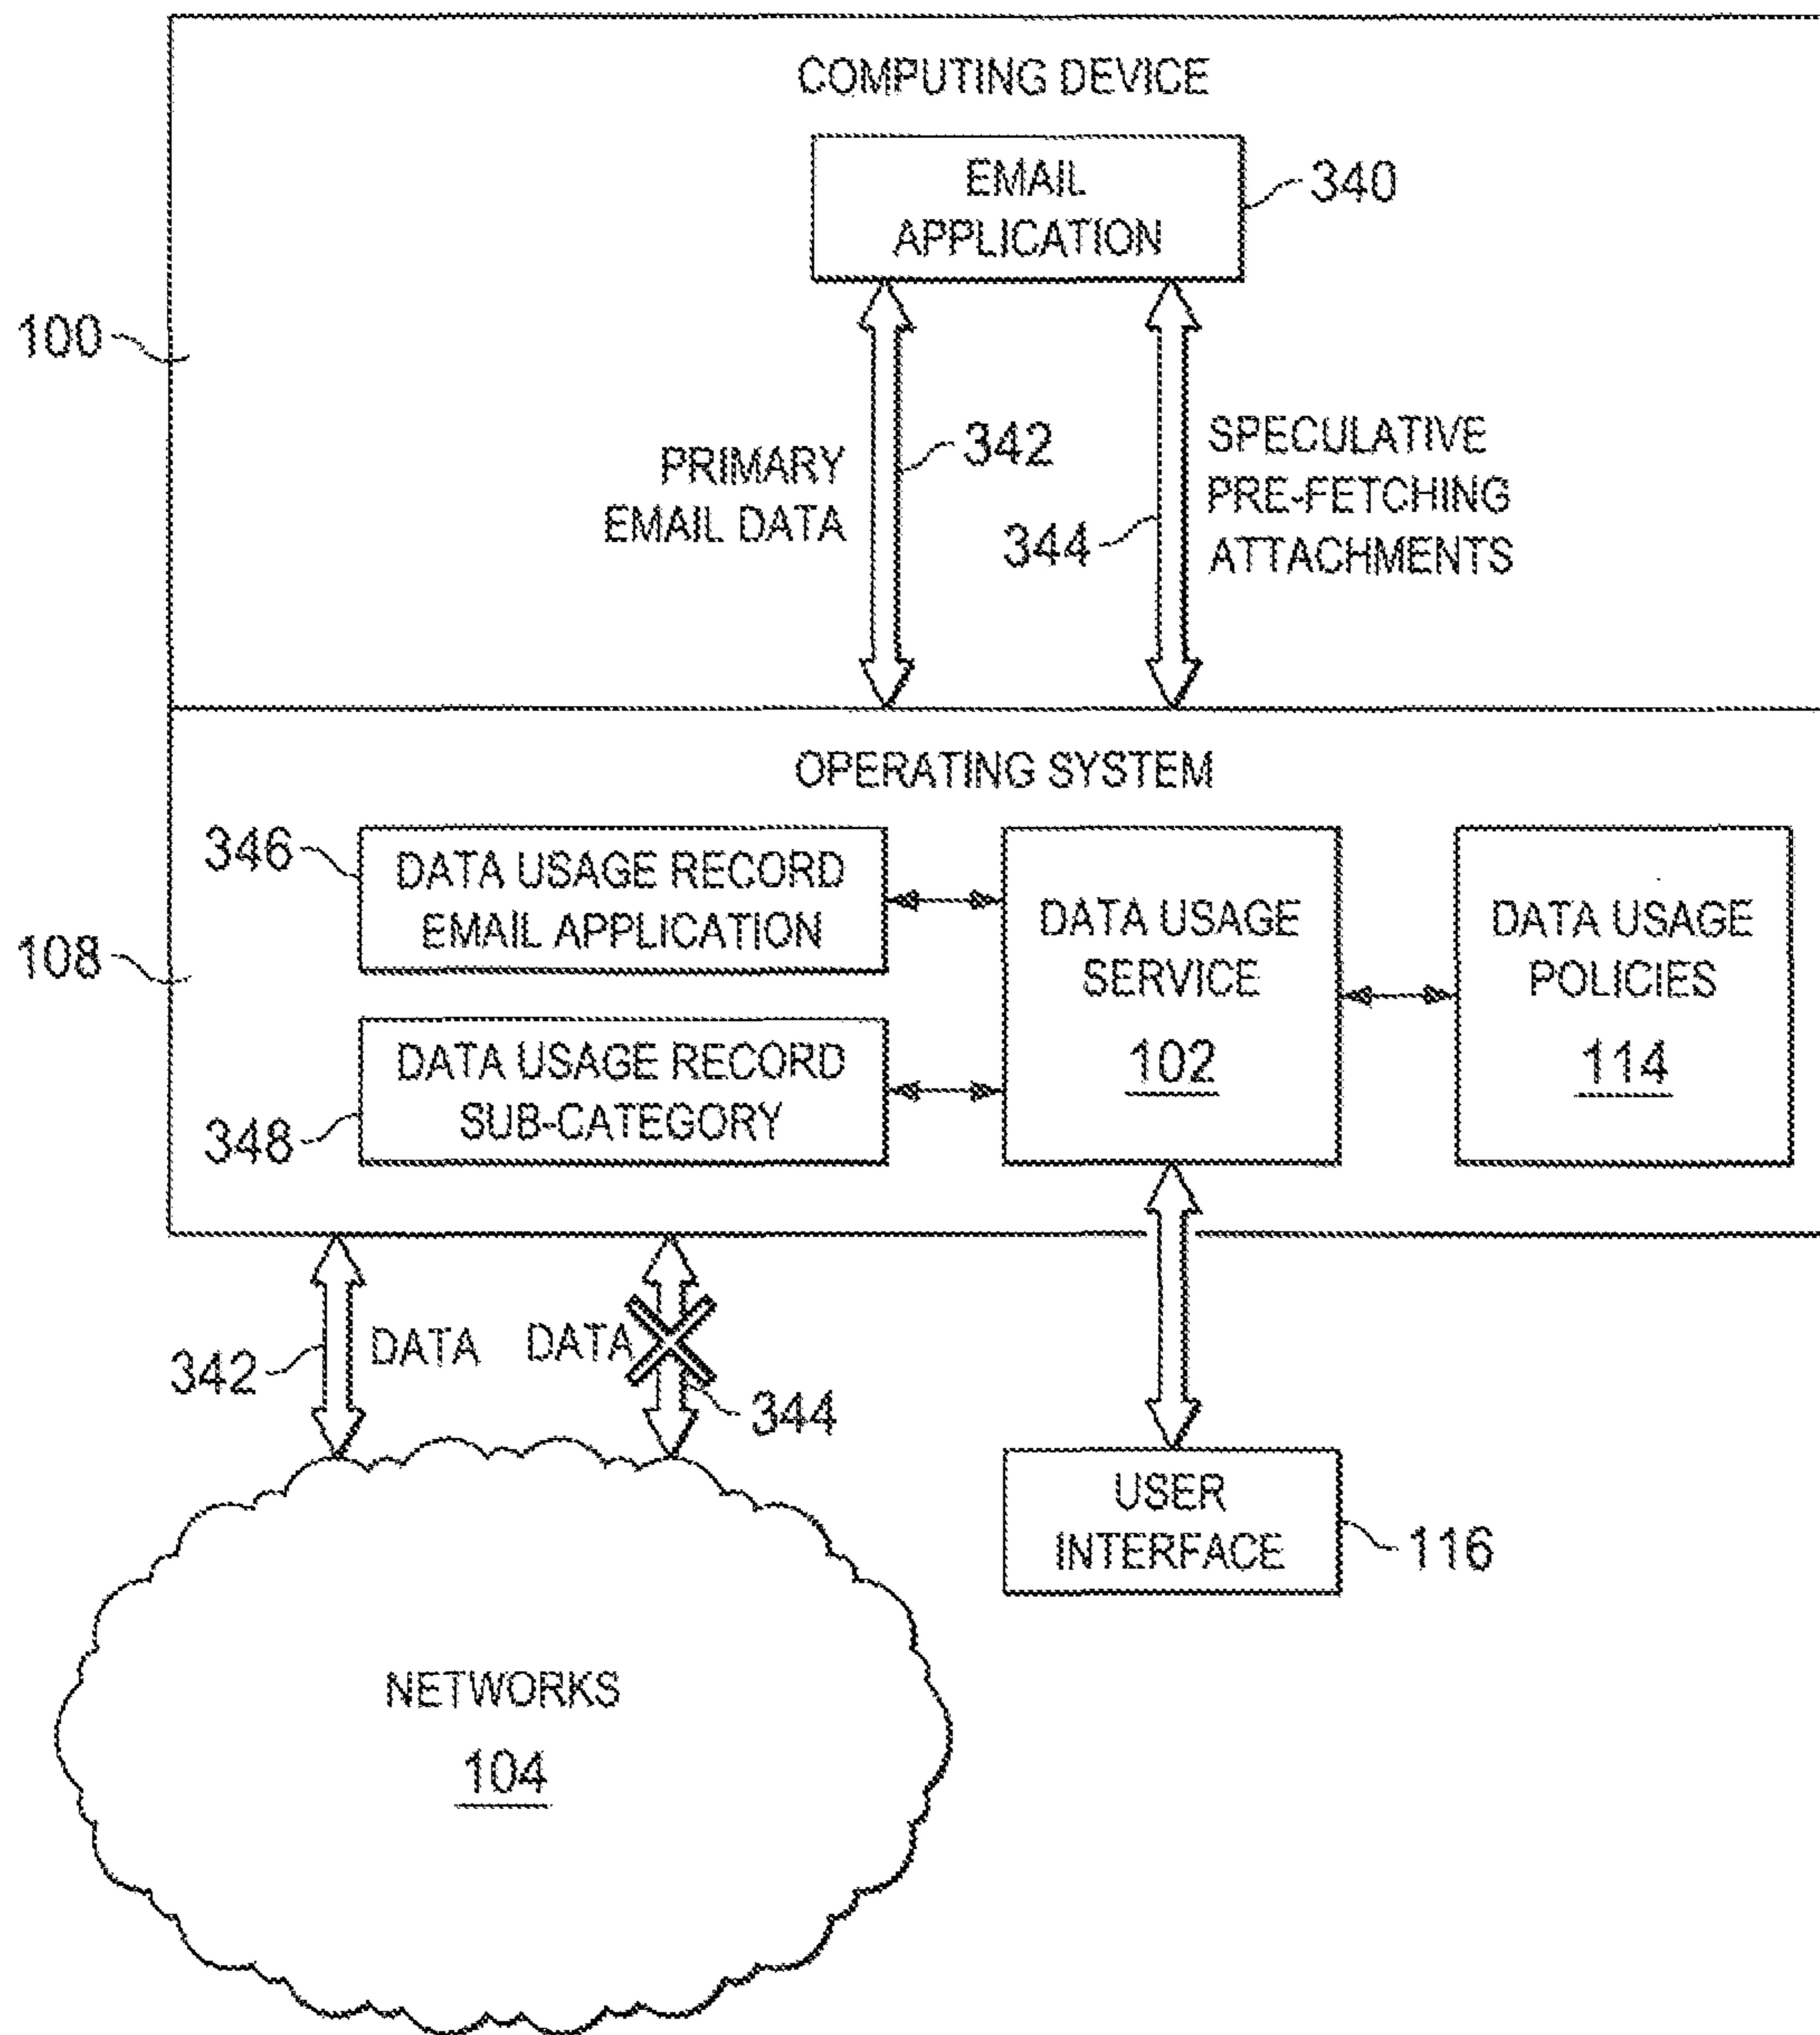 COMPUTING DEVICE
EMAIL
APPLICATION
340
100
PRIMARY
EMAIL DATA
342
344
SPECULATIVE
PRE-FETCHING
ATTACHMENTS
OPERATING SYSTEM
346
DATA USAGE RECORD
EMAIL APPLICATION
108
348
DATA USAGE RECORD
SUB-CATEGORY
DATA USAGE
SERVICE
102
DATA USAGE
POLICIES
114
342
DATA
DATA
344
USER
INTERFACE
116
NETWORKS
104